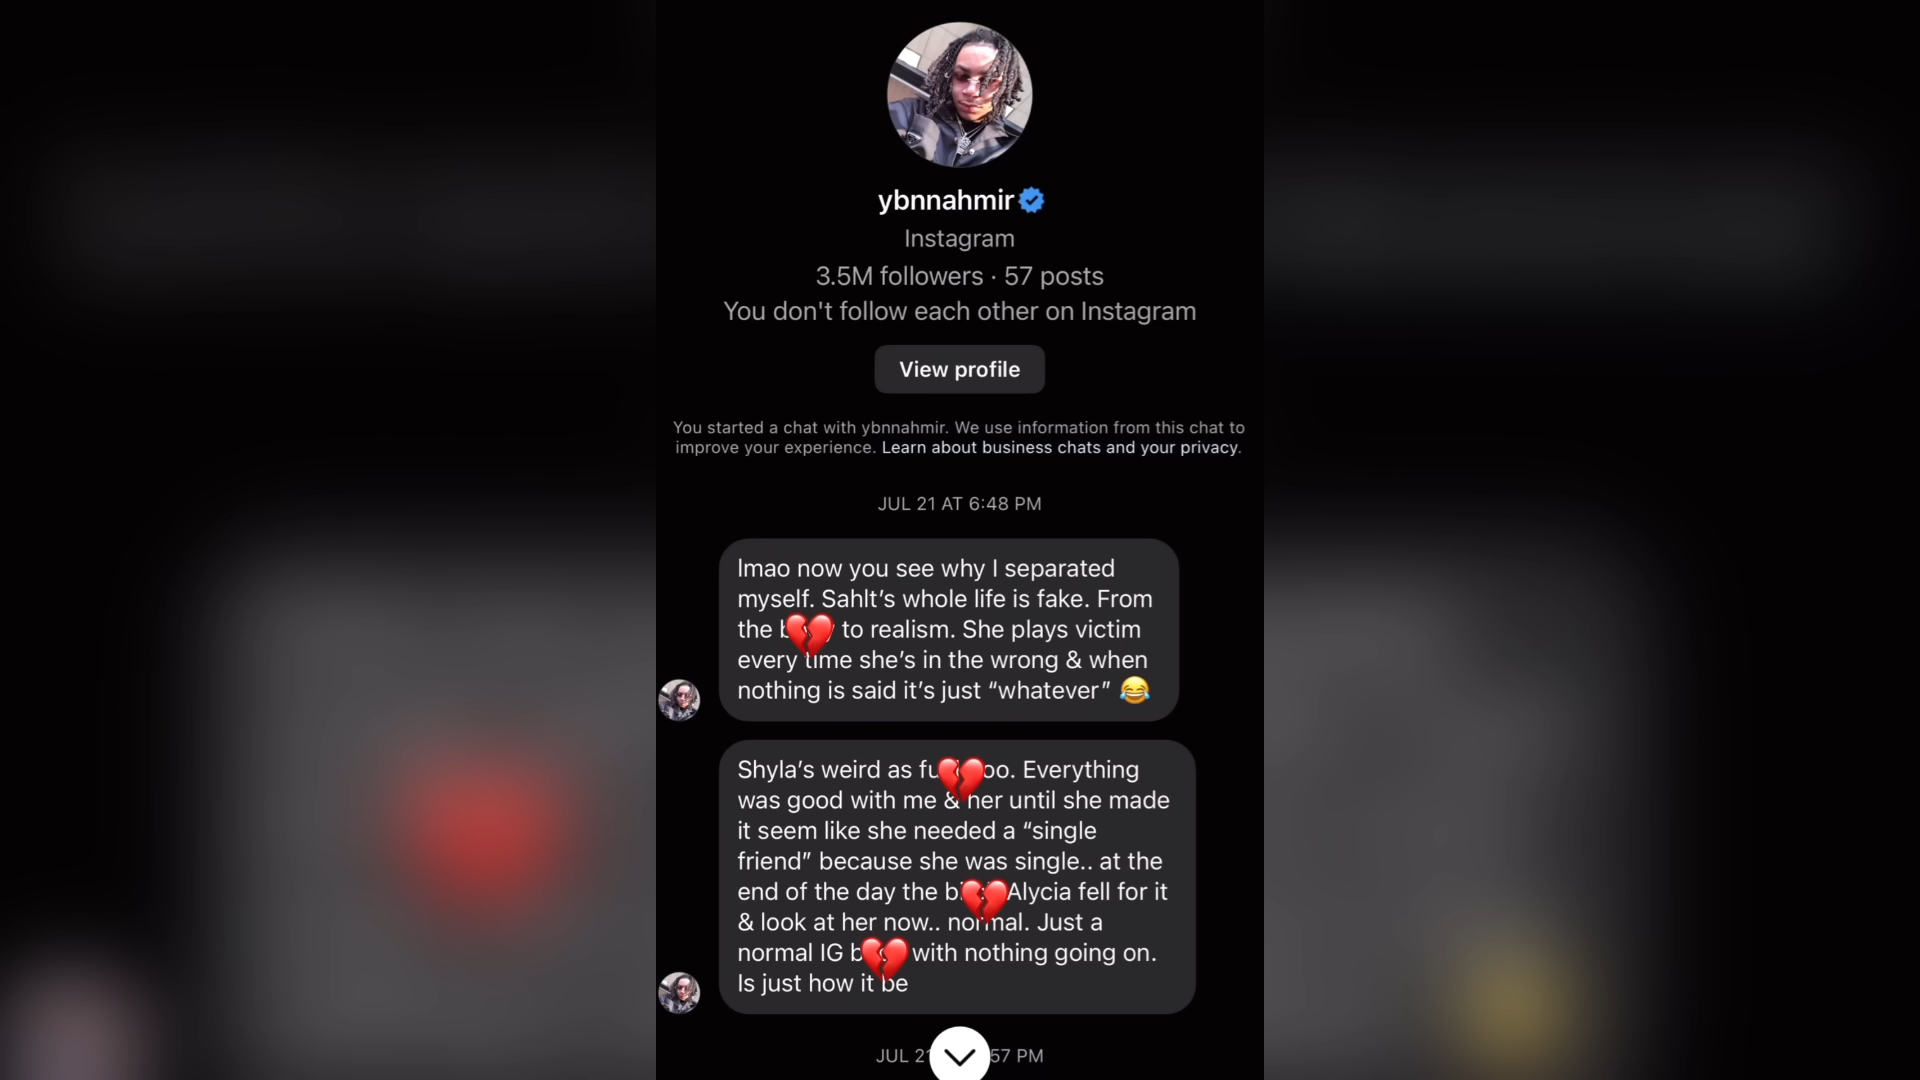 ybnnahmir
Instagram
3.5M followers · 57 posts
You don't follow each other on Instagram
View profile
You started a chat with ybnnahmir. We use information from this chat to
improve your experience. Learn about business chats and your privacy.
JUL 21 AT 6:48 PM
lmao now you see why I separated
myself. Sahlt’s whole life is fake. From
the to realism. She plays victim
every time she’s in the wrong & when
nothing is said it’s just “whatever” 😂
Shyla’s weird as Everything
was good with me & her until she made
it seem like she needed a “single
friend” because she was single.. at the
end of the day the Alycia fell for it
& look at her now.. normal. Just a
normal IG with nothing going on.
Is just how it be
JUL 57 PM